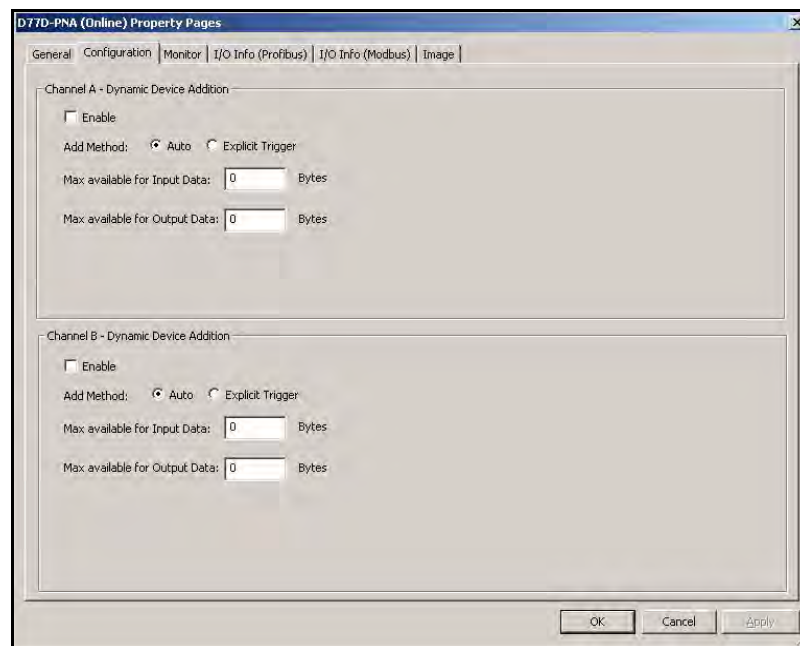 D77D-PNA (Online) Property Pages
General Configuration Monitor I/O Info (Profibus) I/O Info (Modbus) Image
Channel A - Dynamic Device Addition
Enable
Add Method: Auto Explicit Trigger
Max available for Input Data: 0 Bytes
Max available for Output Data: 0 Bytes
Channel B - Dynamic Device Addition
Enable
Add Method: Auto Explicit Trigger
Max available for Input Data: 0 Bytes
Max available for Output Data: 0 Bytes
OK Cancel Apply